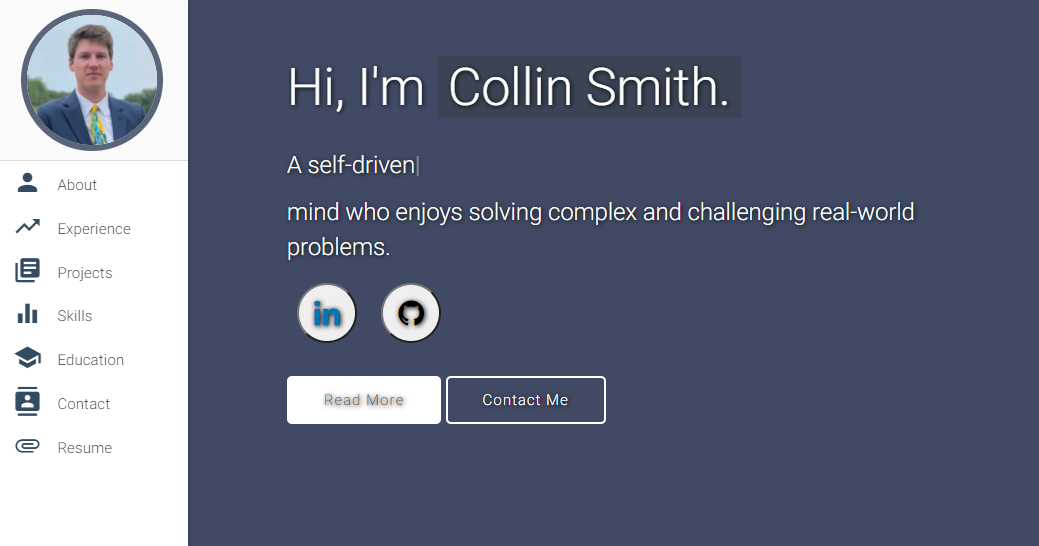 Hi, I'm Collin Smith.
A self-driven|
mind who enjoys solving complex and challenging real-world
problems.
in
Read More
Contact Me
About
Experience
Projects
Skills
Education
Contact
Resume